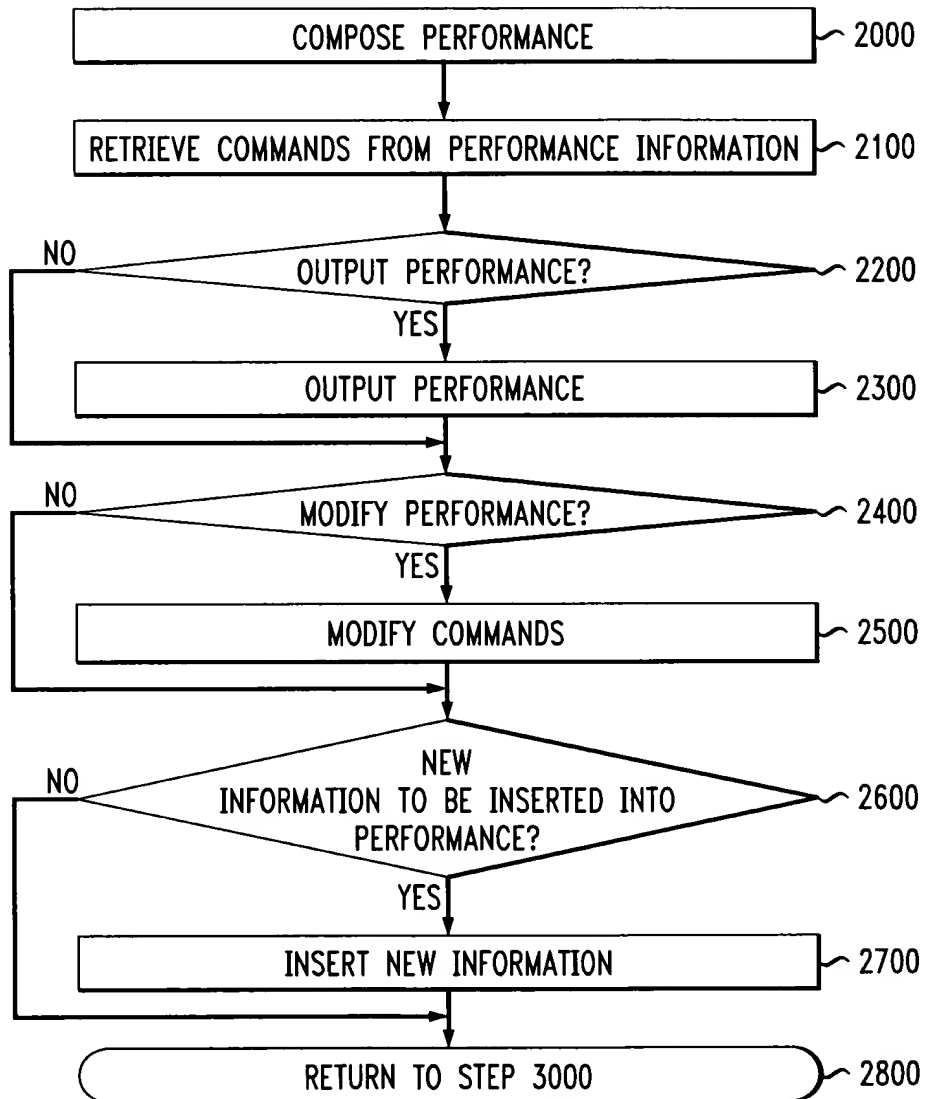 COMPOSE PERFORMANCE 2000
RETRIEVE COMMANDS FROM PERFORMANCE INFORMATION 2100
NO
OUTPUT PERFORMANCE? 2200
YES
OUTPUT PERFORMANCE 2300
NO
MODIFY PERFORMANCE? 2400
YES
MODIFY COMMANDS 2500
NO
NEW
INFORMATION TO BE INSERTED INTO 2600
PERFORMANCE?
YES
INSERT NEW INFORMATION 2700
RETURN TO STEP 3000 2800